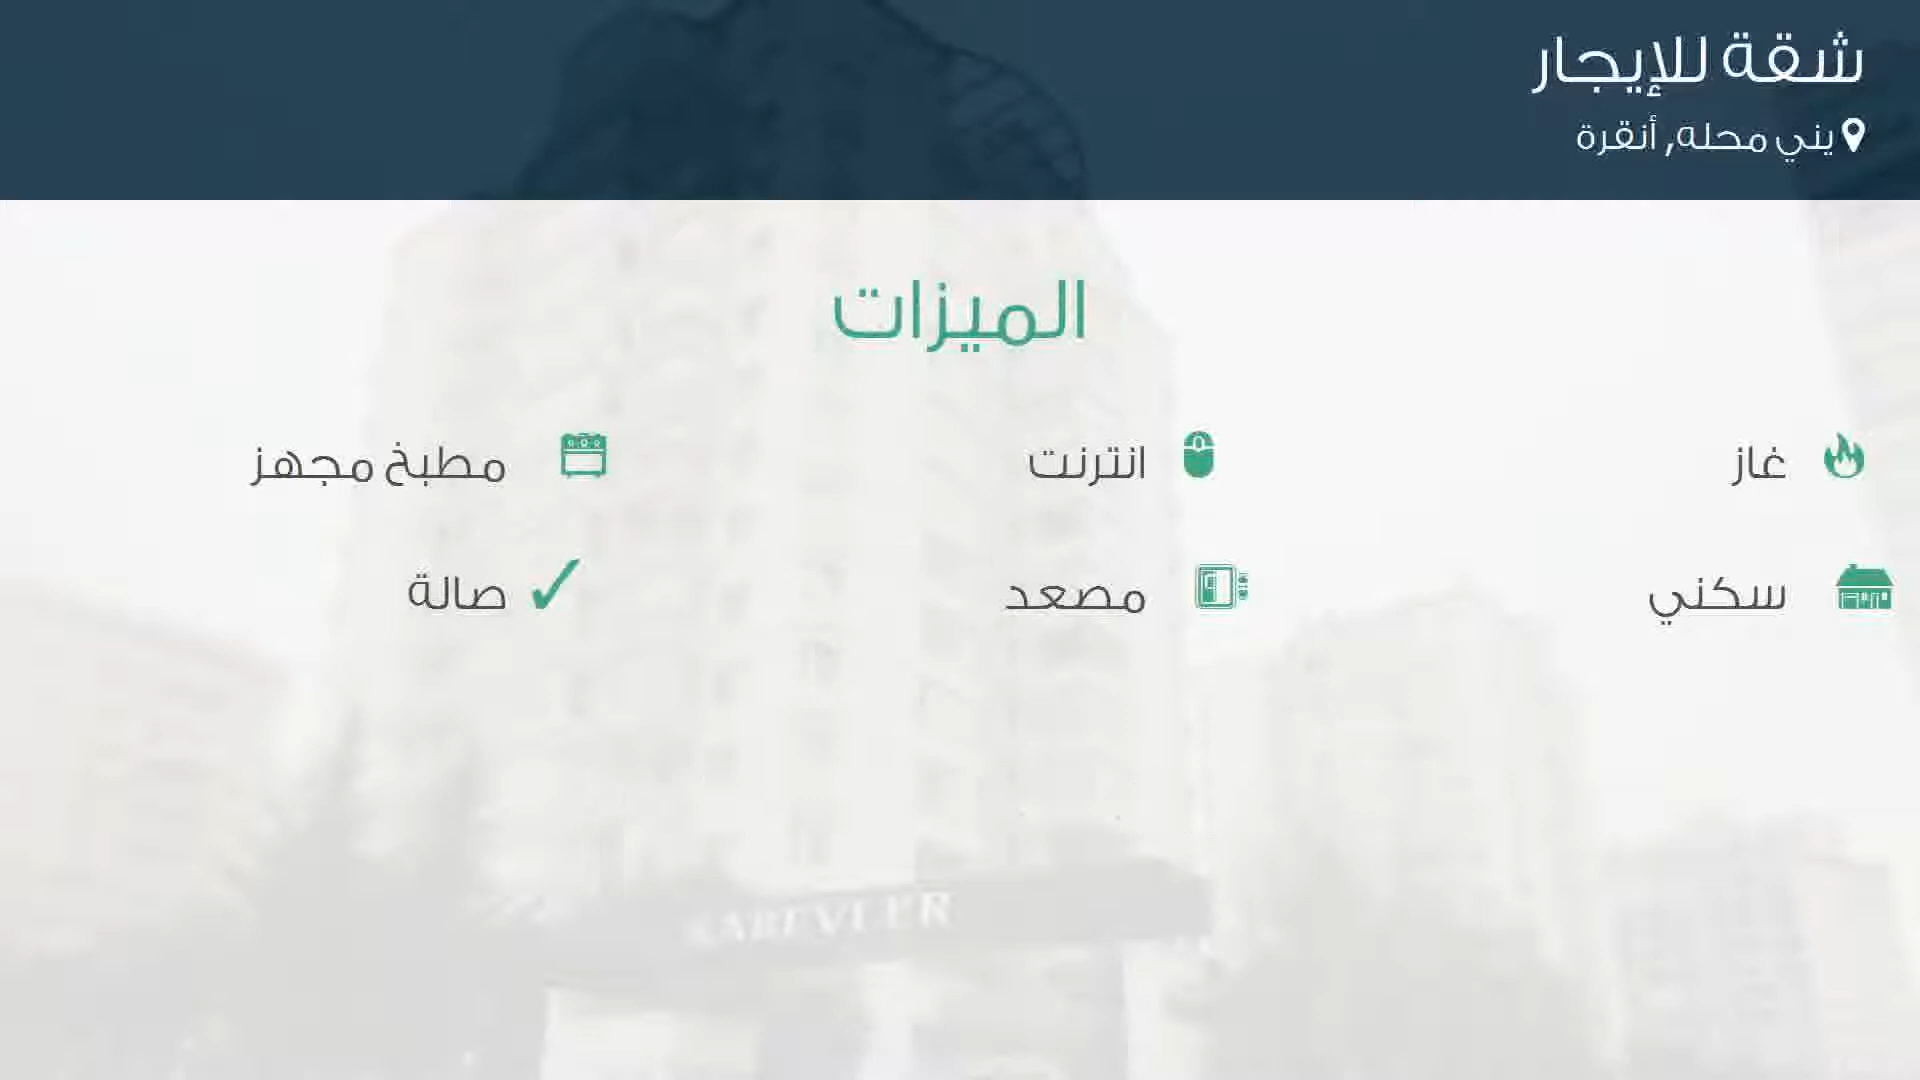 شقة للإيجار
يني محله, أنقرة
الميزات
غاز
انترنت
مطبخ مجهز
سكني
مصعد
صالة